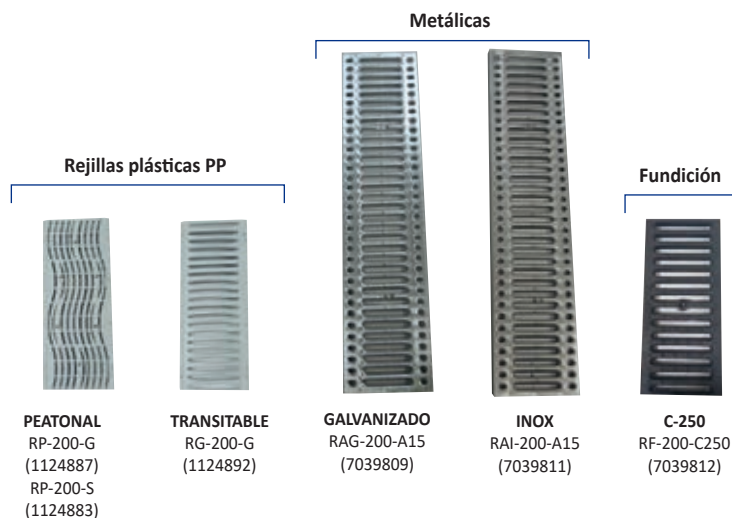 Metálicas
Rejillas plásticas PP
Fundición
PEATONAL
RP-200-G
(1124887)
RP-200-S
(1124883)
TRANSITABLE
RG-200-G
(1124892)
GALVANIZADO
RAG-200-A15
(7039809)
INOX
RAI-200-A15
(7039811)
C-250
RF-200-C250
(7039812)